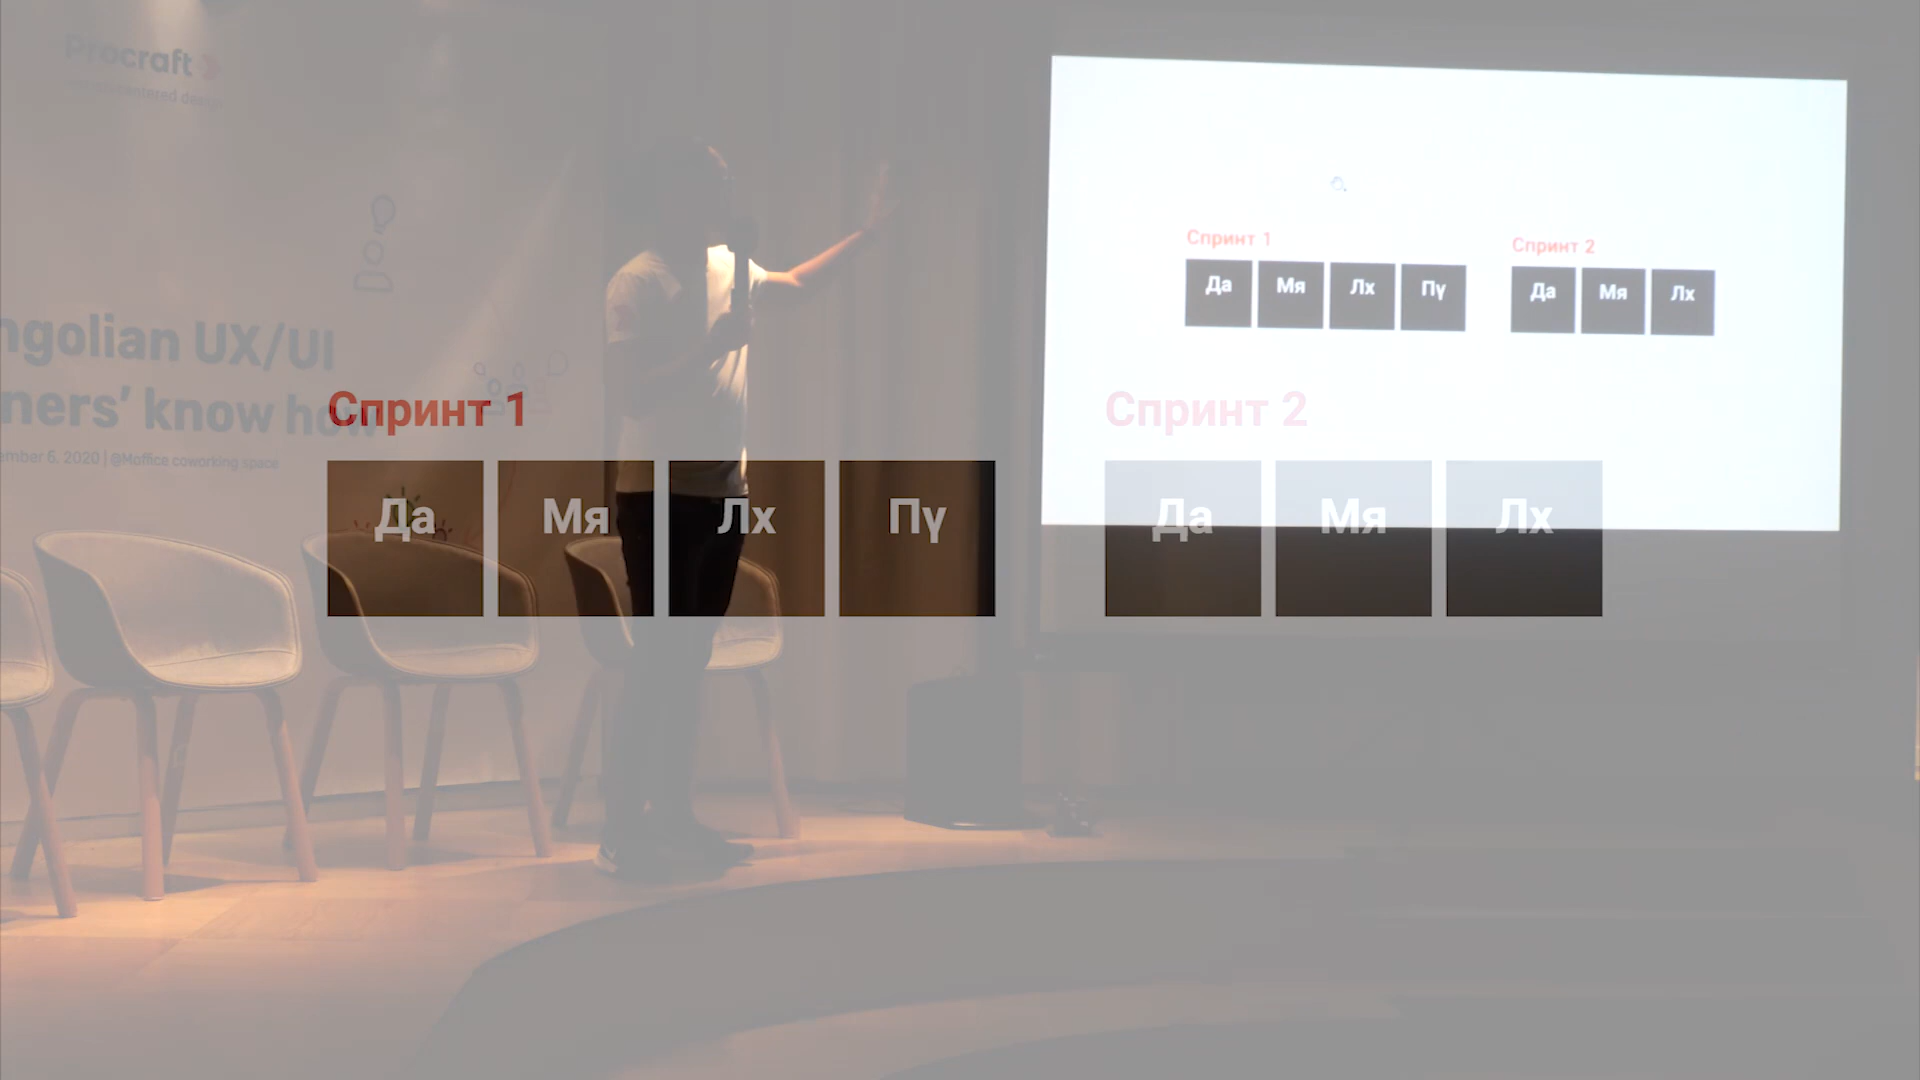 Procraft
ngolian UX/UI
ners’ know how
ember 6, 2020 | @Maffice coworking space
Спринт 1
Да Мя Лх Пү
Спринт 2
Да Мя Лх
Спринт 1
Да Мя Лх Пү
Спринт 2
Да Мя Лх